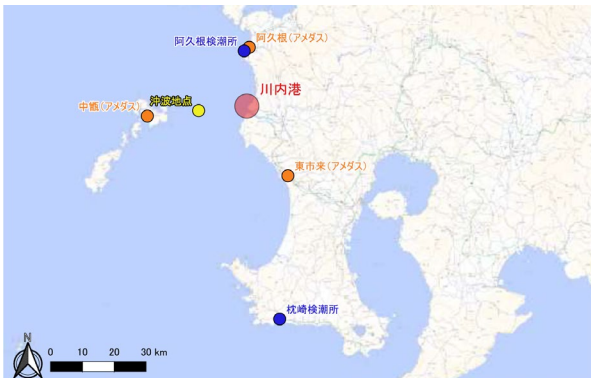 阿久根(アメダス)
阿久根検潮所
川内港
中甑(アメダス)
沖波地点
東市来(アメダス)
枕崎検潮所
N
0 10 20 30 km